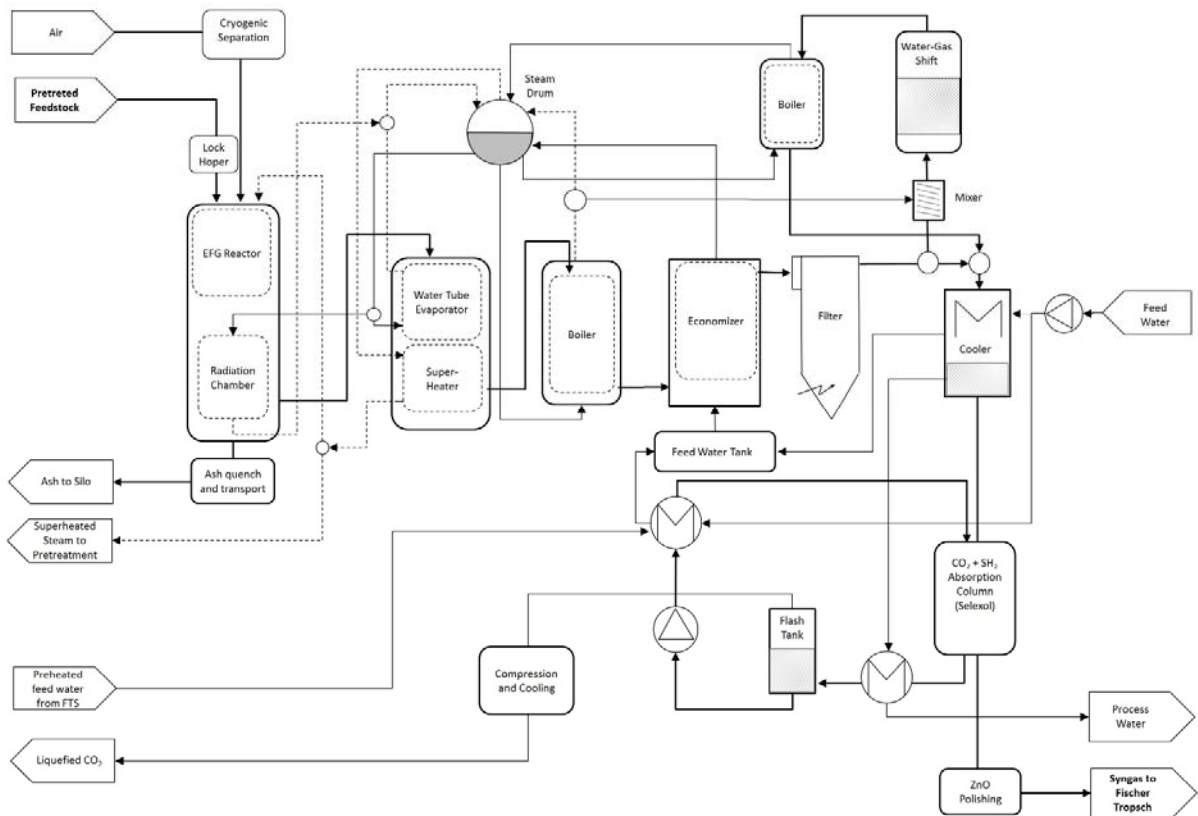 Air
Cryogenic
Separation
Pretreted
Feedstock
Lock
Hoper
EFG Reactor
Radiation
Chamber
Ash quench
and transport
Ash to Silo
Superheated
Steam to
Pretreatment
Steam
Drum
Water Tube
Evaporator
Super-
Heater
Boiler
Economizer
Filter
Boiler
Water-Gas
Shift
Mixer
Cooler
Feed
Water
Feed Water Tank
CO₂ + SH₂
Absorption
Column
(Selexol)
Flash
Tank
Compression
and Cooling
Preheated
feed water
from FTS
Liquefied CO₂
Process
Water
ZnO
Polishing
Syngas to
Fischer
Tropsch